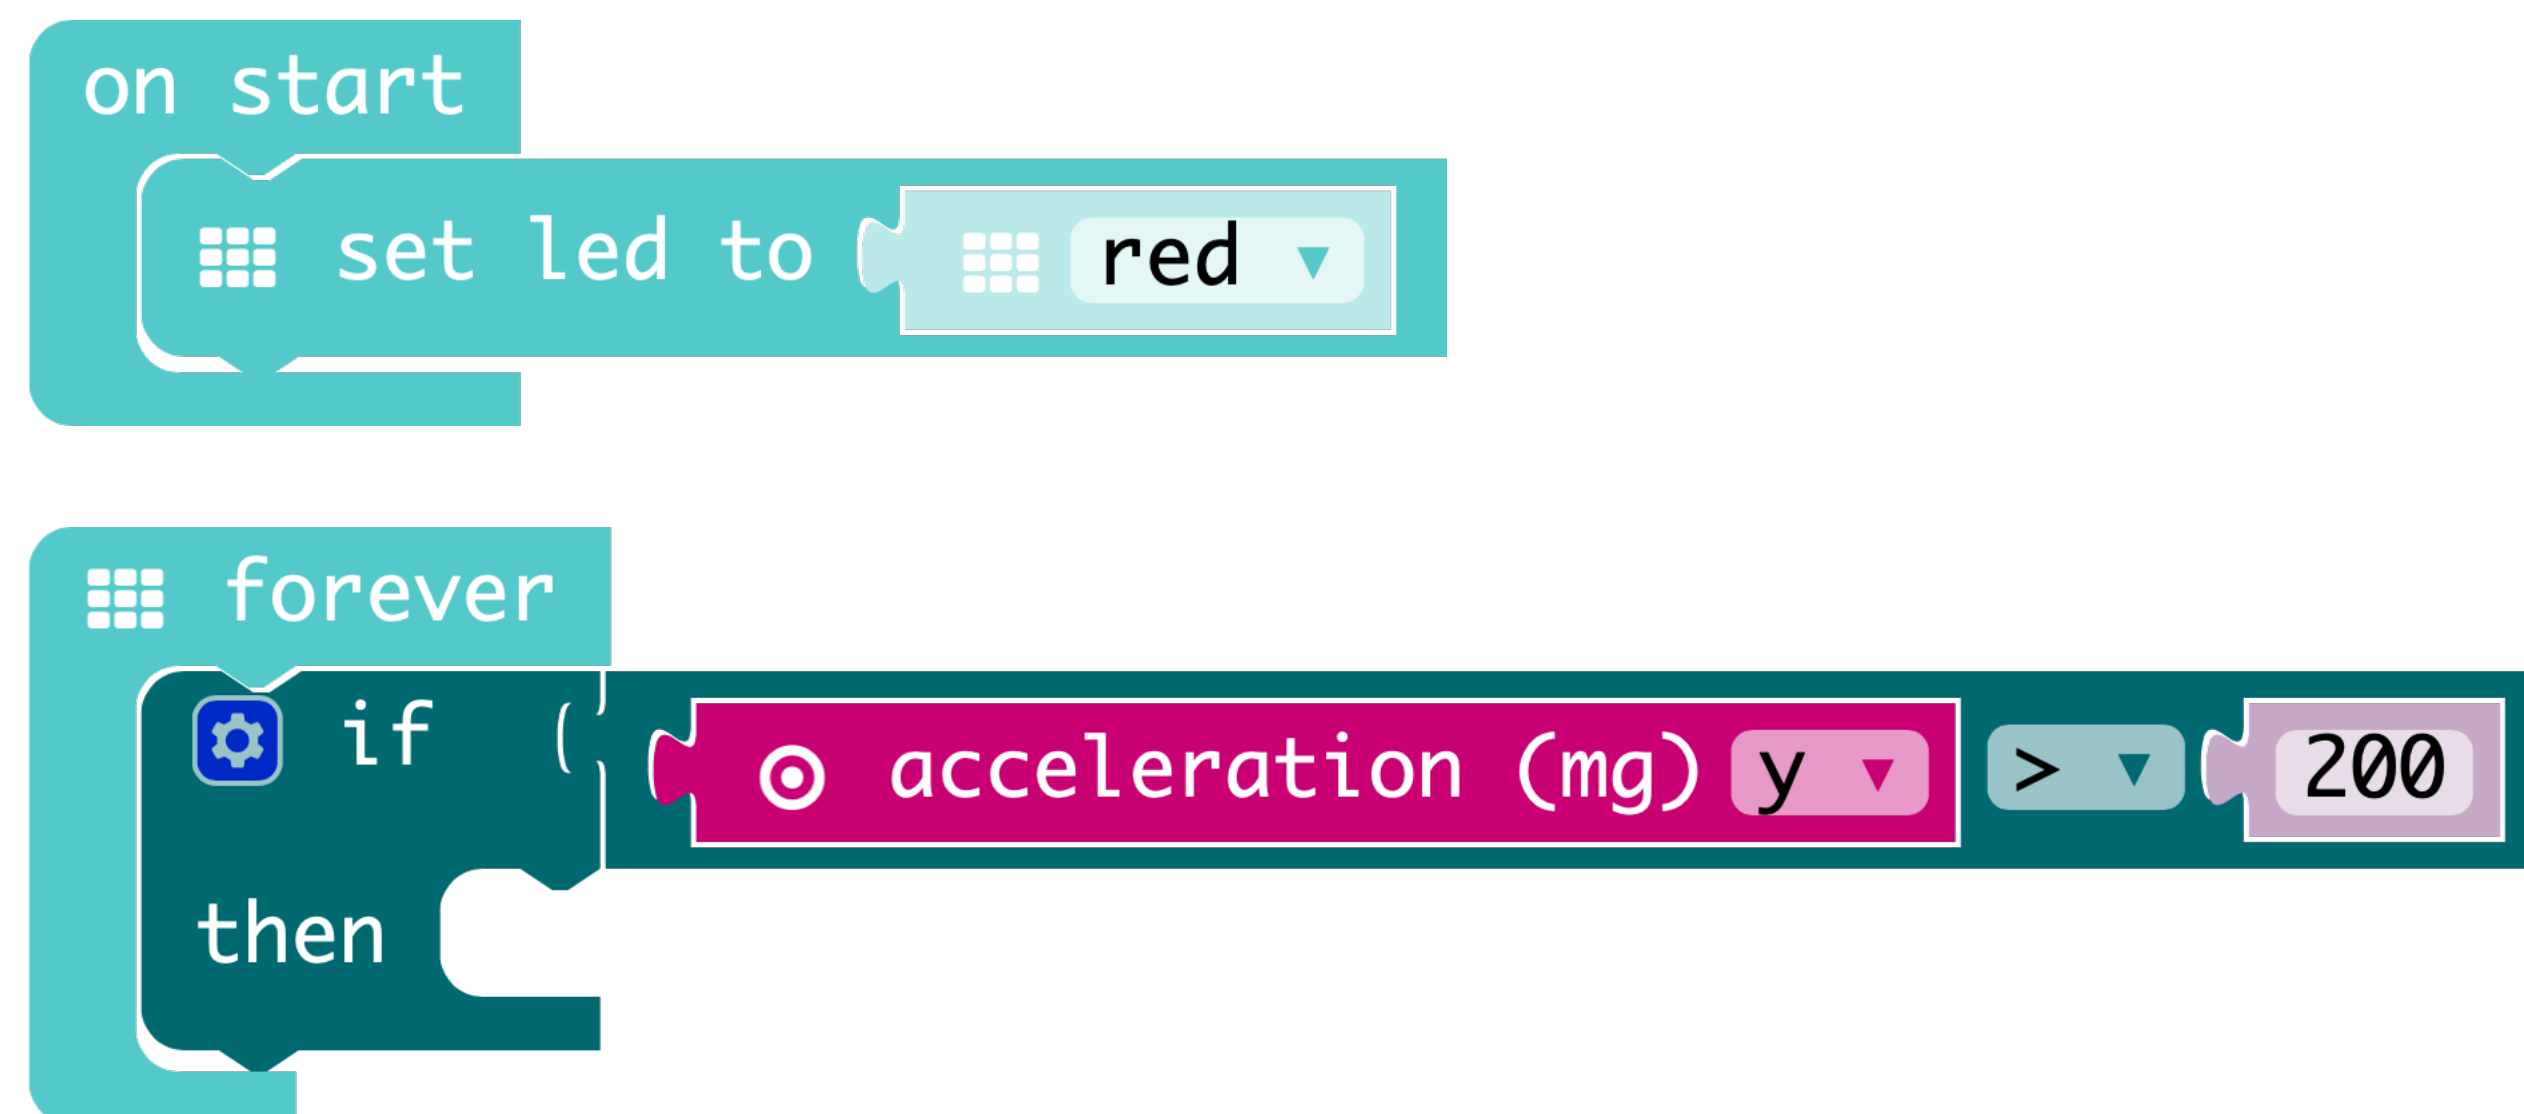 on start
set led to red
forever
if acceleration (mg) y > 200
then